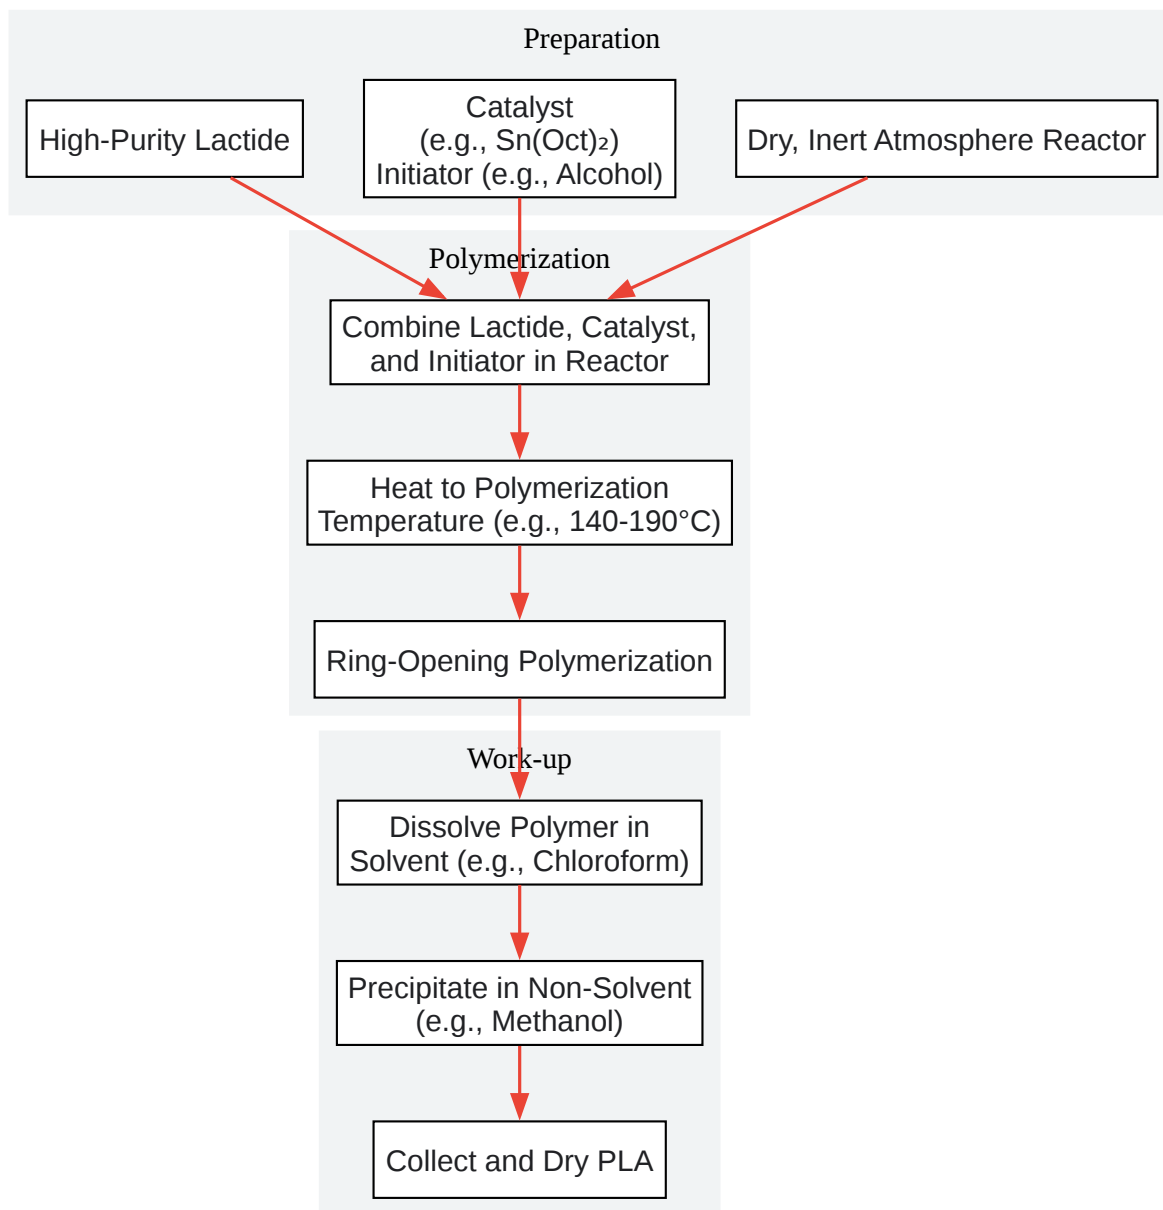 Preparation
High-Purity Lactide
Catalyst
(e.g., Sn(Oct)₂)
Initiator (e.g., Alcohol)
Dry, Inert Atmosphere Reactor
Polymerization
Combine Lactide, Catalyst,
and Initiator in Reactor
Heat to Polymerization
Temperature (e.g., 140-190°C)
Ring-Opening Polymerization
Work-up
Dissolve Polymer in
Solvent (e.g., Chloroform)
Precipitate in Non-Solvent
(e.g., Methanol)
Collect and Dry PLA